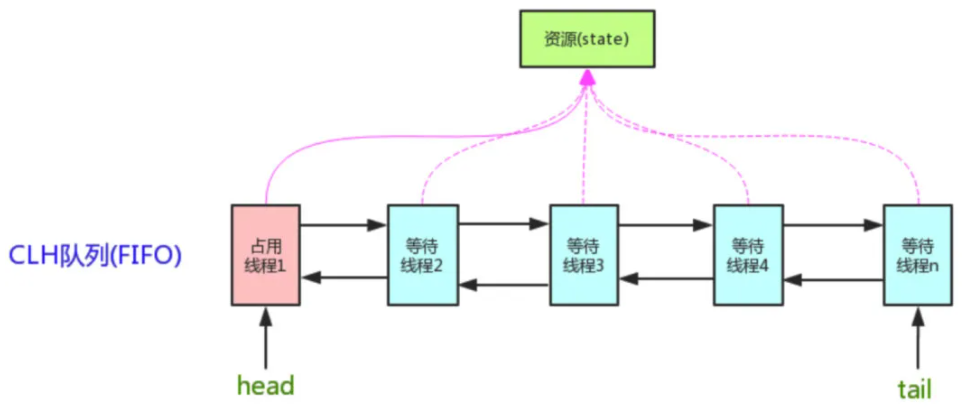 资源(state)
CLH队列(FIFO)
占用
线程1
等待
线程2
等待
线程3
等待
线程4
等待
线程n
head
tail